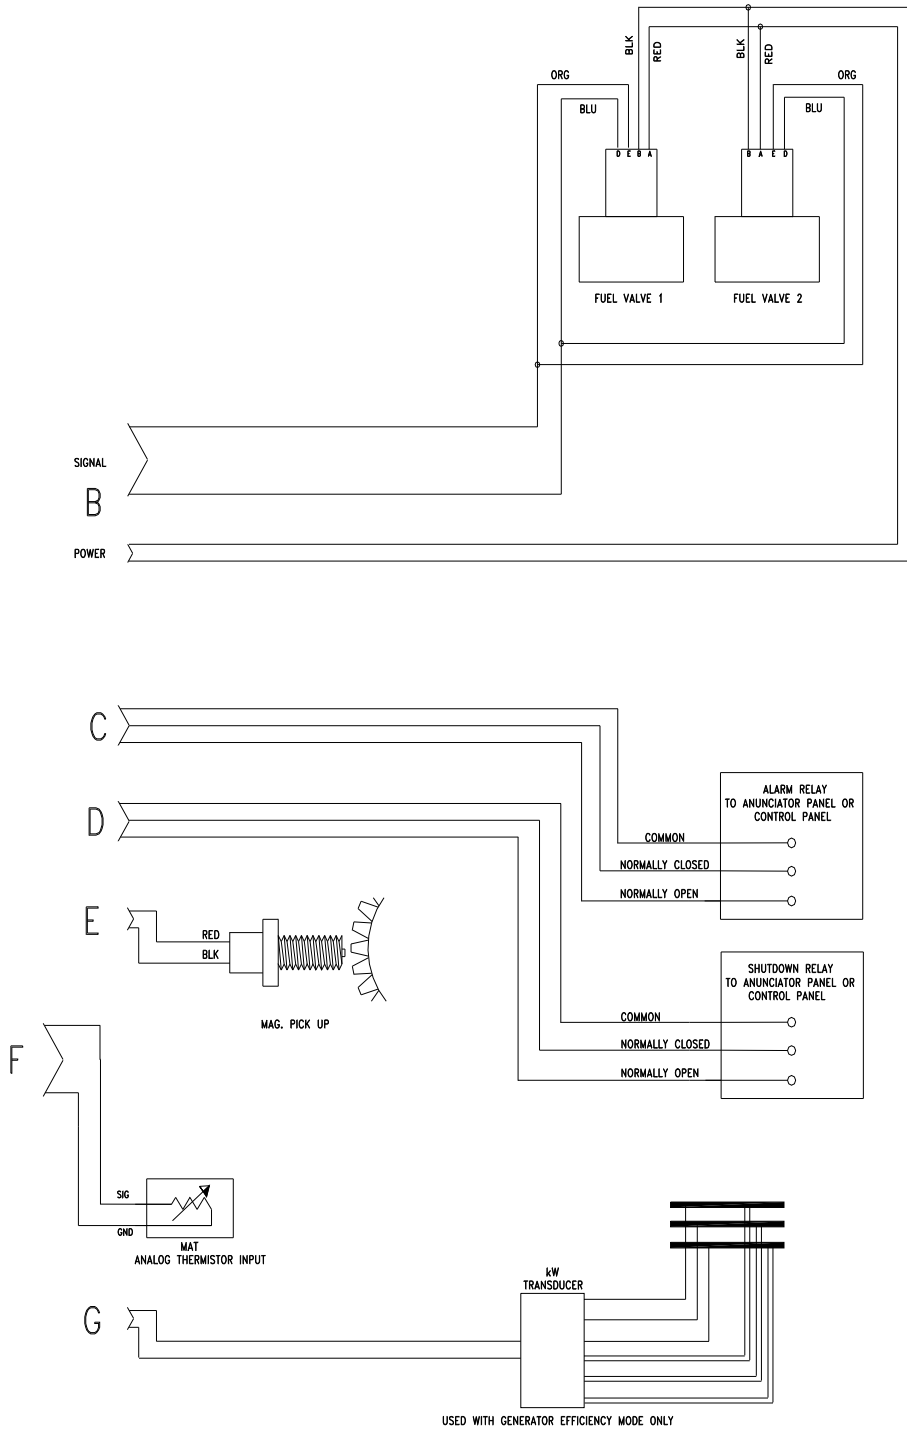 BLK
RED
BLK
RED
ORG
BLU
ORG
BLU
D E B A
B A E D
FUEL VALVE 1
FUEL VALVE 2
SIGNAL
B
POWER
C
ALARM RELAY
TO ANUNCIATOR PANEL OR
CONTROL PANEL
D
COMMON
NORMALLY CLOSED
NORMALLY OPEN
E
RED
BLK
MAG. PICK UP
SHUTDOWN RELAY
TO ANUNCIATOR PANEL OR
CONTROL PANEL
COMMON
NORMALLY CLOSED
NORMALLY OPEN
F
SIG
GND
MAT
ANALOG THERMISTOR INPUT
kW
TRANSDUCER
G
USED WITH GENERATOR EFFICIENCY MODE ONLY